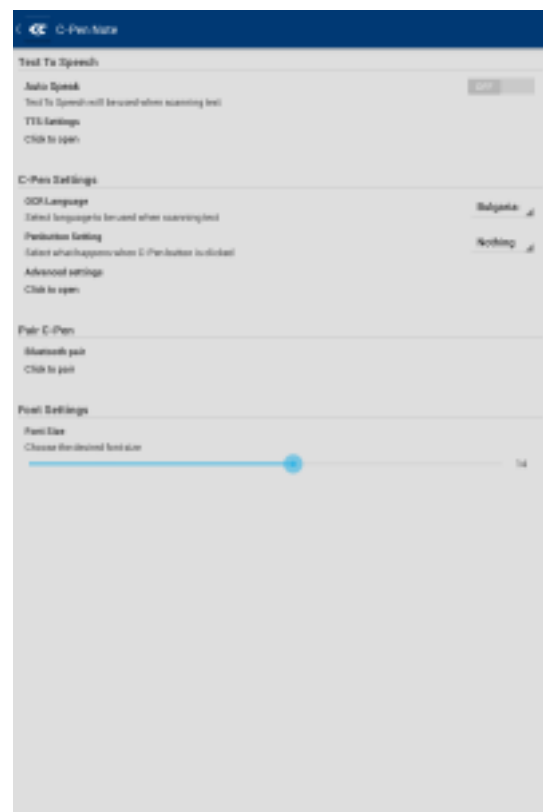 C-Pen Note
Text To Speech
Auto Speak
OFF
Text To Speech will be used when scanning text
TTS Settings
Click to open
C-Pen Settings
OCR Language
Select language to be used when scanning text
Bulgaria
Penbutton Setting
Select what happens when C-Pen button is clicked
Nothing
Advanced settings
Click to open
Pair C-Pen
Bluetooth pair
Click to pair
Font Settings
Font Size
Choose the desired font size
14